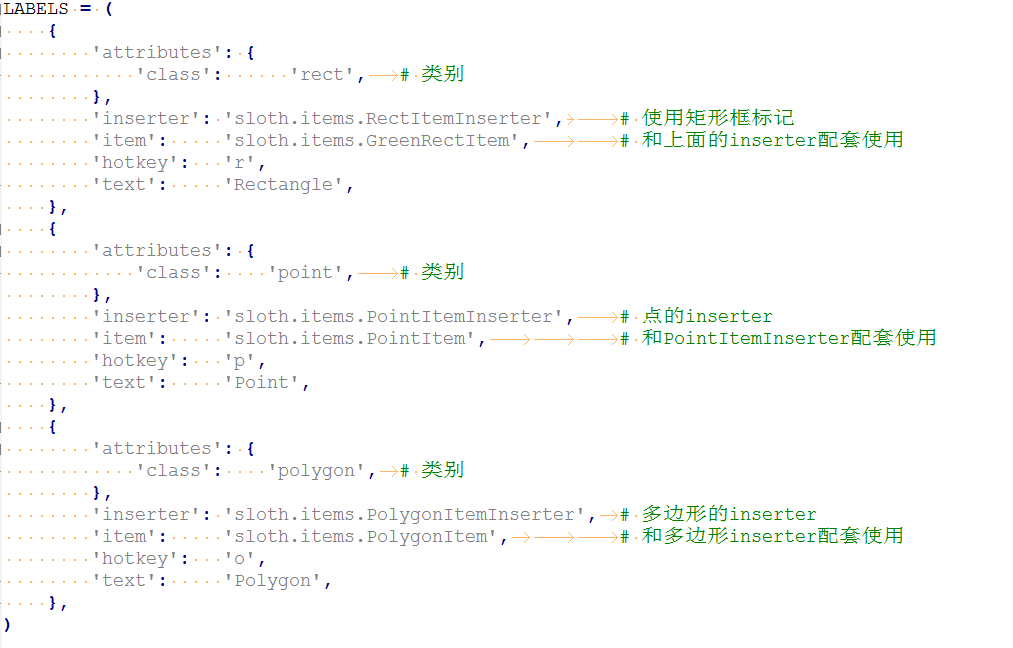 LABELS = (
    {
        'attributes': {
            'class':      'rect',    # 类别
        },
        'inserter': 'sloth.items.RectItemInserter',    # 使用矩形框标记
        'item':     'sloth.items.GreenRectItem',    # 和上面的inserter配套使用
        'hotkey':   'r',
        'text':     'Rectangle',
    },
    {
        'attributes': {
            'class':    'point',    # 类别
        },
        'inserter': 'sloth.items.PointItemInserter',    # 点的inserter
        'item':     'sloth.items.PointItem',    # 和PointItemInserter配套使用
        'hotkey':   'p',
        'text':     'Point',
    },
    {
        'attributes': {
            'class':    'polygon',    # 类别
        },
        'inserter': 'sloth.items.PolygonItemInserter',    # 多边形的inserter
        'item':     'sloth.items.PolygonItem',    # 和多边形inserter配套使用
        'hotkey':   'o',
        'text':     'Polygon',
    },
)